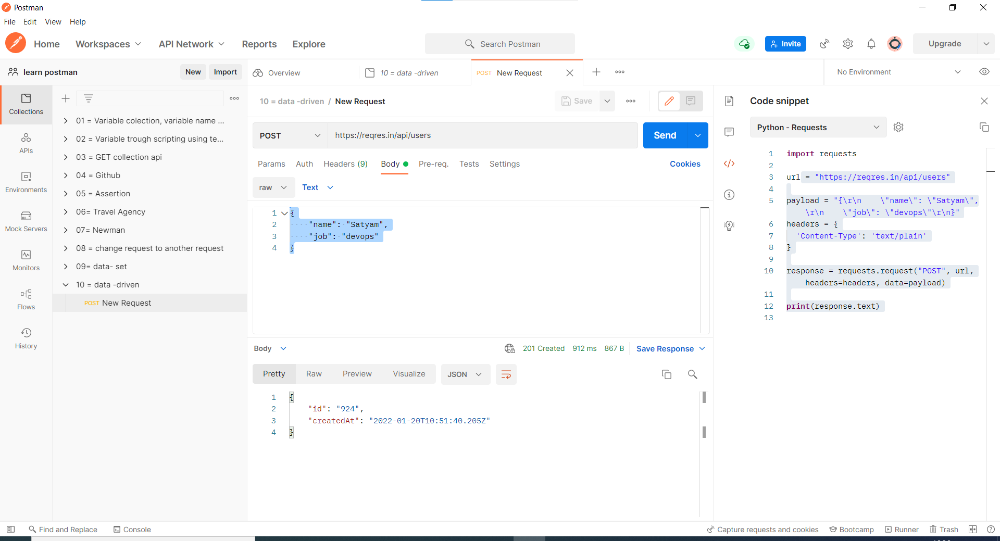 Postman
File Edit View Help
Home Workspaces API Network Reports Explore Search Postman Invite Upgrade
learn postman New Import
Overview 10 = data -driven POST New Request No Environment
Collections
APIs
Environments
Mock Servers
Monitors
Flows
History
01 = Variable colection, variable name ...
02 = Variable trough scripting using te...
03 = GET collection api
04 = Github
05 = Assertion
06= Travel Agency
07= Newman
08 = change request to another request
09= data- set
10 = data -driven
POST New Request
10 = data -driven / New Request Save
POST https://reqres.in/api/users Send
Params Auth Headers (9) Body Pre-req. Tests Settings Cookies
raw Text
1 {
2 "name": "Satyam",
3 "job": "devops"
4 }
Body 201 Created 912 ms 867 B Save Response
Pretty Raw Preview Visualize JSON
1 {
2 "id": "924",
3 "createdAt": "2022-01-20T10:51:40.205Z"
4 }
Code snippet
Python - Requests
1 import requests
2
3 url = "https://reqres.in/api/users"
4
5 payload = "{\r\n    \"name\": \"Satyam\",
\r\n    \"job\": \"devops\"\r\n}"
6 headers = {
7 'Content-Type': 'text/plain'
8 }
9
10 response = requests.request("POST", url,
headers=headers, data=payload)
11
12 print(response.text)
13
Find and Replace Console Capture requests and cookies Bootcamp Runner Trash